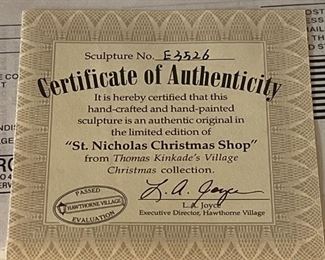 Sculpture No. E3526
Certificate of Authenticity
It is hereby certified that this
hand-crafted and hand-painted
sculpture is an authentic original in
the limited edition of
"St. Nicholas Christmas Shop"
from Thomas Kinkade's Village
Christmas collection.
PASSED
HAWTHORNE VILLAGE
EVALUATION
L. A. Joyce
L.A. Joyce
Executive Director, Hawthorne Village